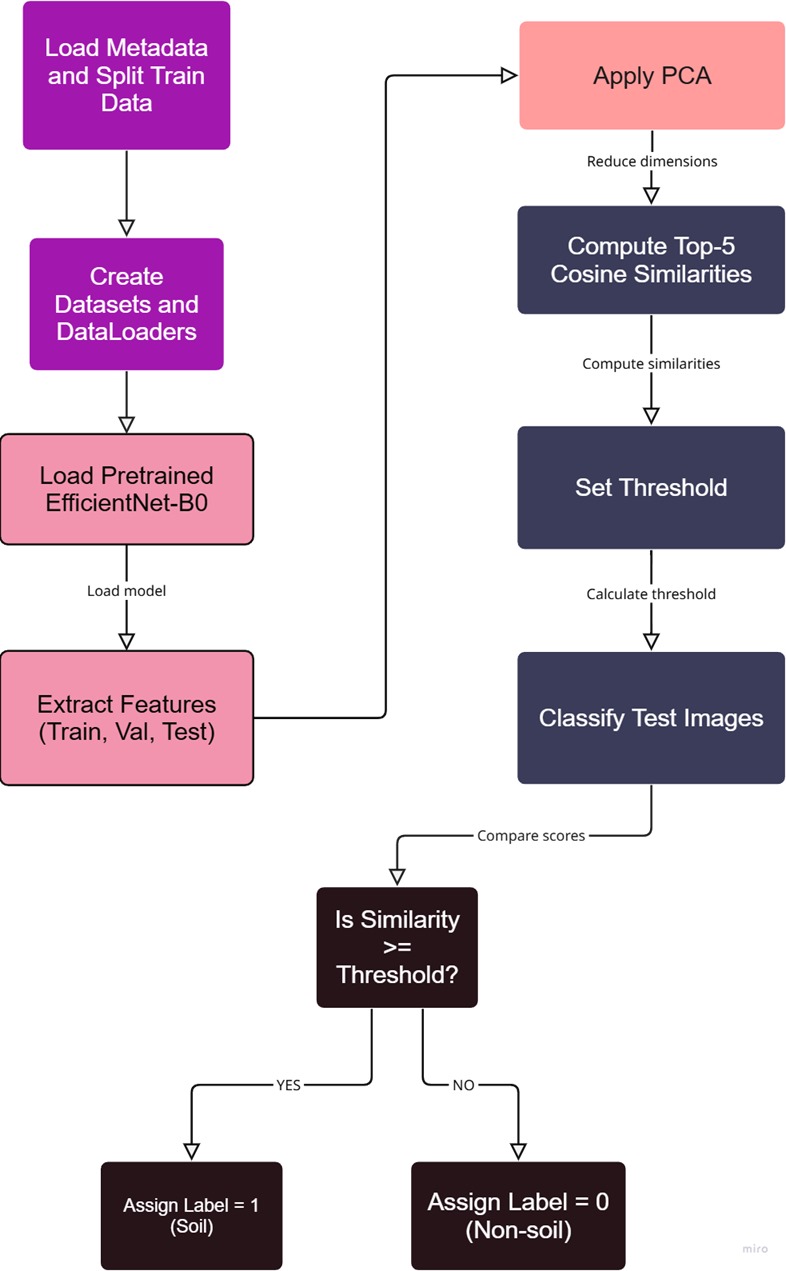 Load Metadata
and Split Train
Data
Create
Datasets and
DataLoaders
Load Pretrained
EfficientNet-B0
Load model
Extract Features
(Train, Val, Test)
Apply PCA
Reduce dimensions
Compute Top-5
Cosine Similarities
Compute similarities
Set Threshold
Calculate threshold
Classify Test Images
Compare scores
Is Similarity
>=
Threshold?
YES
NO
Assign Label = 1
(Soil)
Assign Label = 0
(Non-soil)
miro